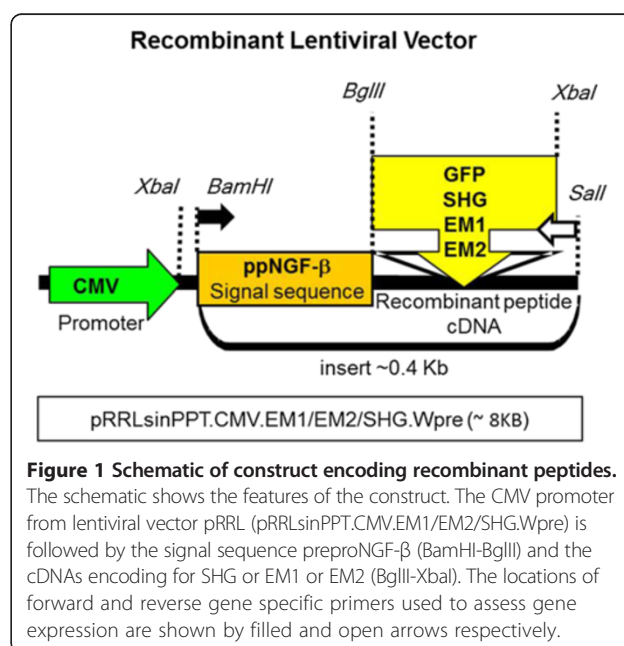 Recombinant Lentiviral Vector
BglII
XbaI
XbaI
BamHI
SalI
GFP
SHG
EM1
EM2
CMV
ppNGF-β
Signal sequence
Promoter
Recombinant peptide
cDNA
insert ~0.4 Kb
pRRLsinPPT.CMV.EM1/EM2/SHG.Wpre (~ 8KB)
Figure 1 Schematic of construct encoding recombinant peptides.
The schematic shows the features of the construct. The CMV promoter
from lentiviral vector pRRL (pRRLsinPPT.CMV.EM1/EM2/SHG.Wpre) is
followed by the signal sequence preproNGF-β (BamHI-BglII) and the
cDNAs encoding for SHG or EM1 or EM2 (BglII-XbaI). The locations of
forward and reverse gene specific primers used to assess gene
expression are shown by filled and open arrows respectively.